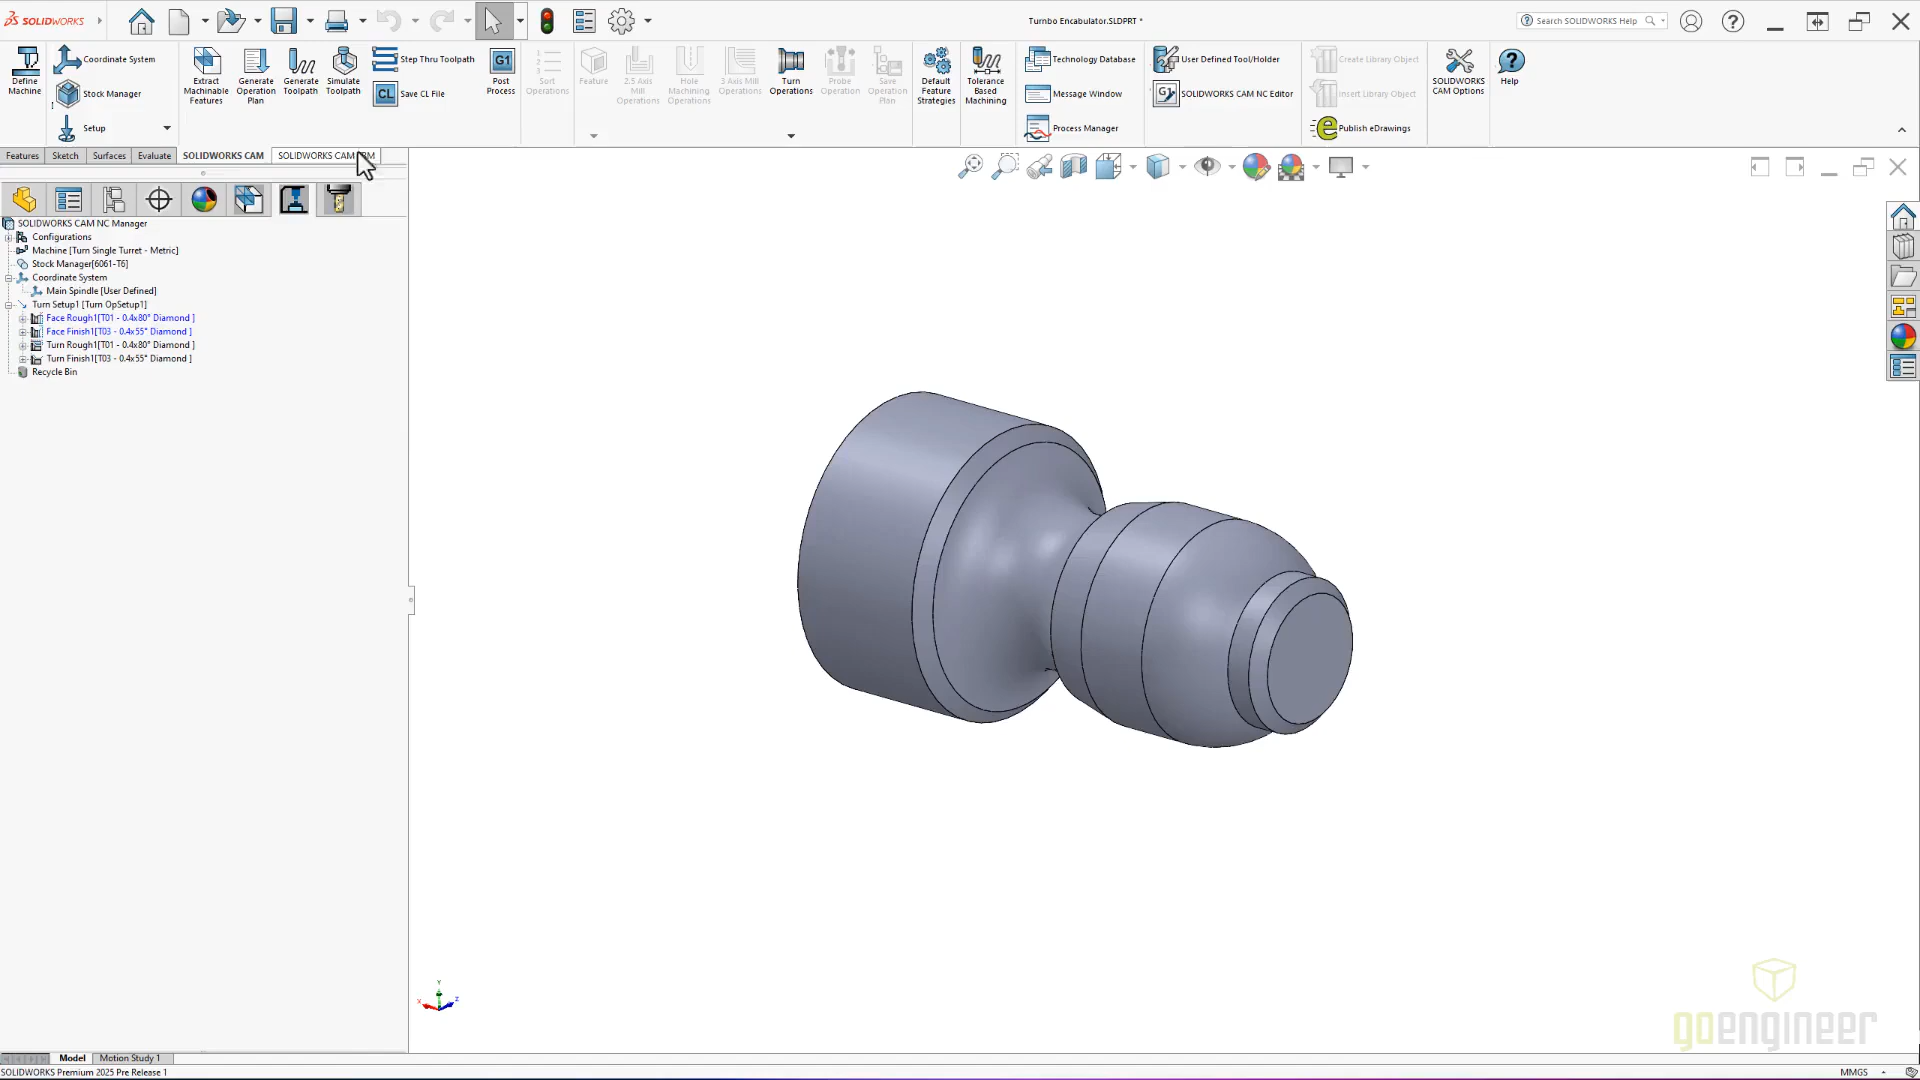 SOLIDWORKS
Turnbo Encabulator.SLDPRT *
Search SOLIDWORKS Help
Define Machine
Coordinate System
Stock Manager
Setup
Extract Machinable Features
Generate Operation Plan
Generate Toolpath
Simulate Toolpath
Step Thru Toolpath
CL Save CL File
G1 Post Process
Sort Operations
Feature
2.5 Axis Mill Operations
Hole Machining Operations
3 Axis Mill Operations
Turn Operations
Probe Operation
Save Operation Plan
Default Feature Strategies
Tolerance Based Machining
Technology Database
Message Window
Process Manager
User Defined Tool/Holder
SOLIDWORKS CAM NC Editor
Create Library Object
Insert Library Object
Publish eDrawings
SOLIDWORKS CAM Options
Help
Features
Sketch
Surfaces
Evaluate
SOLIDWORKS CAM
SOLIDWORKS CAM
SOLIDWORKS CAM NC Manager
Configurations
Machine [Turn Single Turret - Metric]
Stock Manager[6061-T6]
Coordinate System
Main Spindle [User Defined]
Turn Setup1 [Turn OpSetup1]
Face Rough1[T01 - 0.4x80° Diamond ]
Face Finish1[T03 - 0.4x55° Diamond ]
Turn Rough1[T01 - 0.4x80° Diamond ]
Turn Finish1[T03 - 0.4x55° Diamond ]
Recycle Bin
Y
X
Z
goengineer
Model
Motion Study 1
SOLIDWORKS Premium 2025 Pre Release 1
MMGS